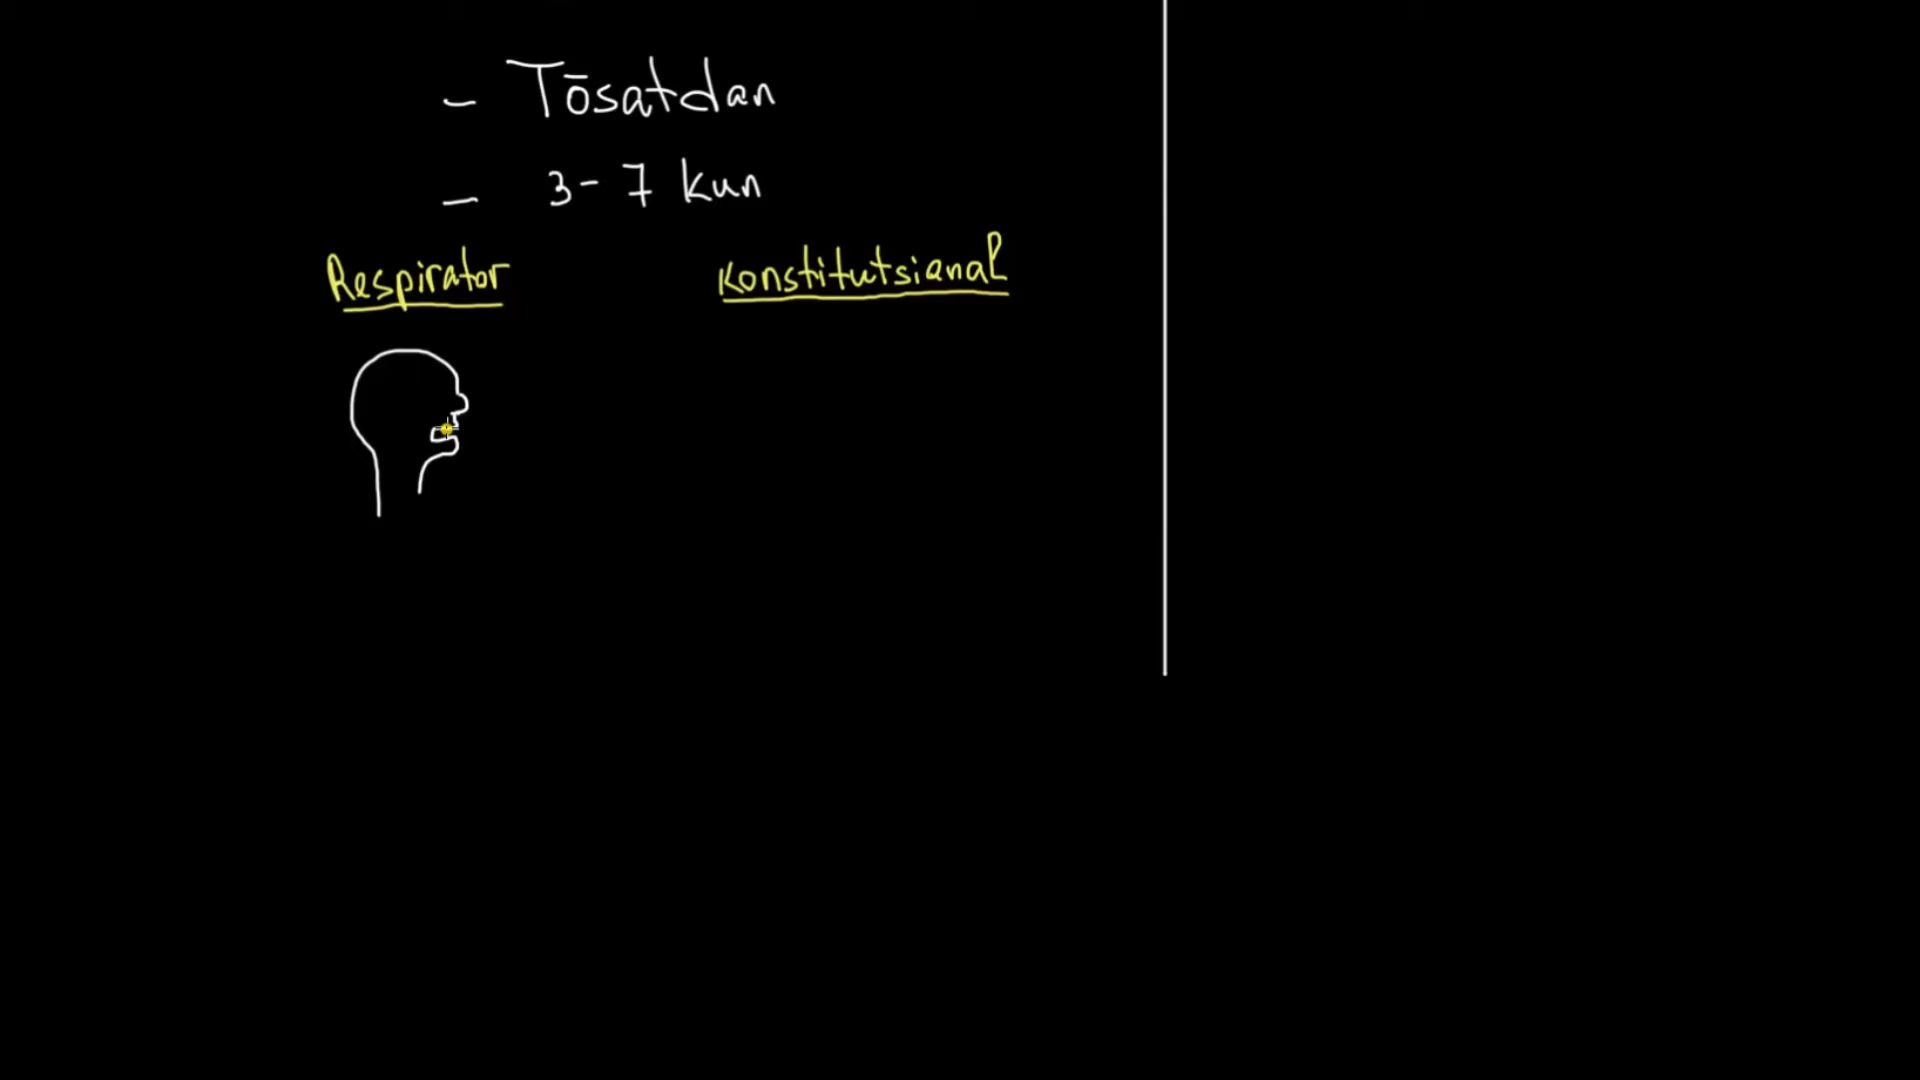 - Tōsatdan
- 3-7 kun
Respirator Konstitutsianal